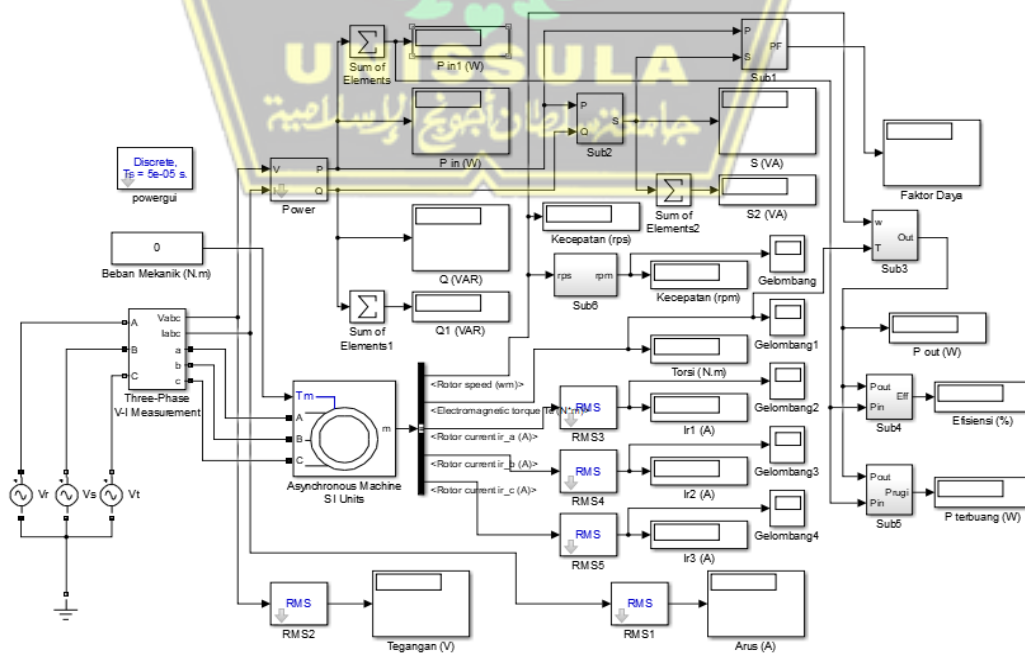 UNISSULA
جامعة سلطان أجونج الإسلامية
Sum of
Elements
P in1 (W)
P
S
PF
Sub1
P in (W)
P
Q
S
Sub2
S (VA)
Faktor Daya
Discrete,
Ts = 5e-05 s.
powergui
V
P
Q
Power
Sum of
Elements2
S2 (VA)
Kecepatan (rps)
w
T
Out
Sub3
0
Beban Mekanik (N.m)
Q (VAR)
rps
rpm
Sub6
Kecepatan (rpm)
Gelombang
Sum of
Elements1
Q1 (VAR)
Gelombang1
P out (W)
A
B
C
Vabc
Iabc
a
b
c
Three-Phase
V-I Measurement
Torsi (N.m)
<Rotor speed (wm)>
<Electromagnetic torque Te (N*m)>
<Rotor current ir_a (A)>
<Rotor current ir_b (A)>
<Rotor current ir_c (A)>
Tm
A
B
C
m
Asynchronous Machine
SI Units
RMS
RMS3
Ir1 (A)
Gelombang2
Pout
Pin
Eff
Sub4
Efisiensi (%)
RMS
RMS4
Ir2 (A)
Gelombang3
Pout
Pin
Prugi
Sub5
P terbuang (W)
Vr
Vs
Vt
RMS
RMS5
Ir3 (A)
Gelombang4
RMS
RMS2
Tegangan (V)
RMS
RMS1
Arus (A)